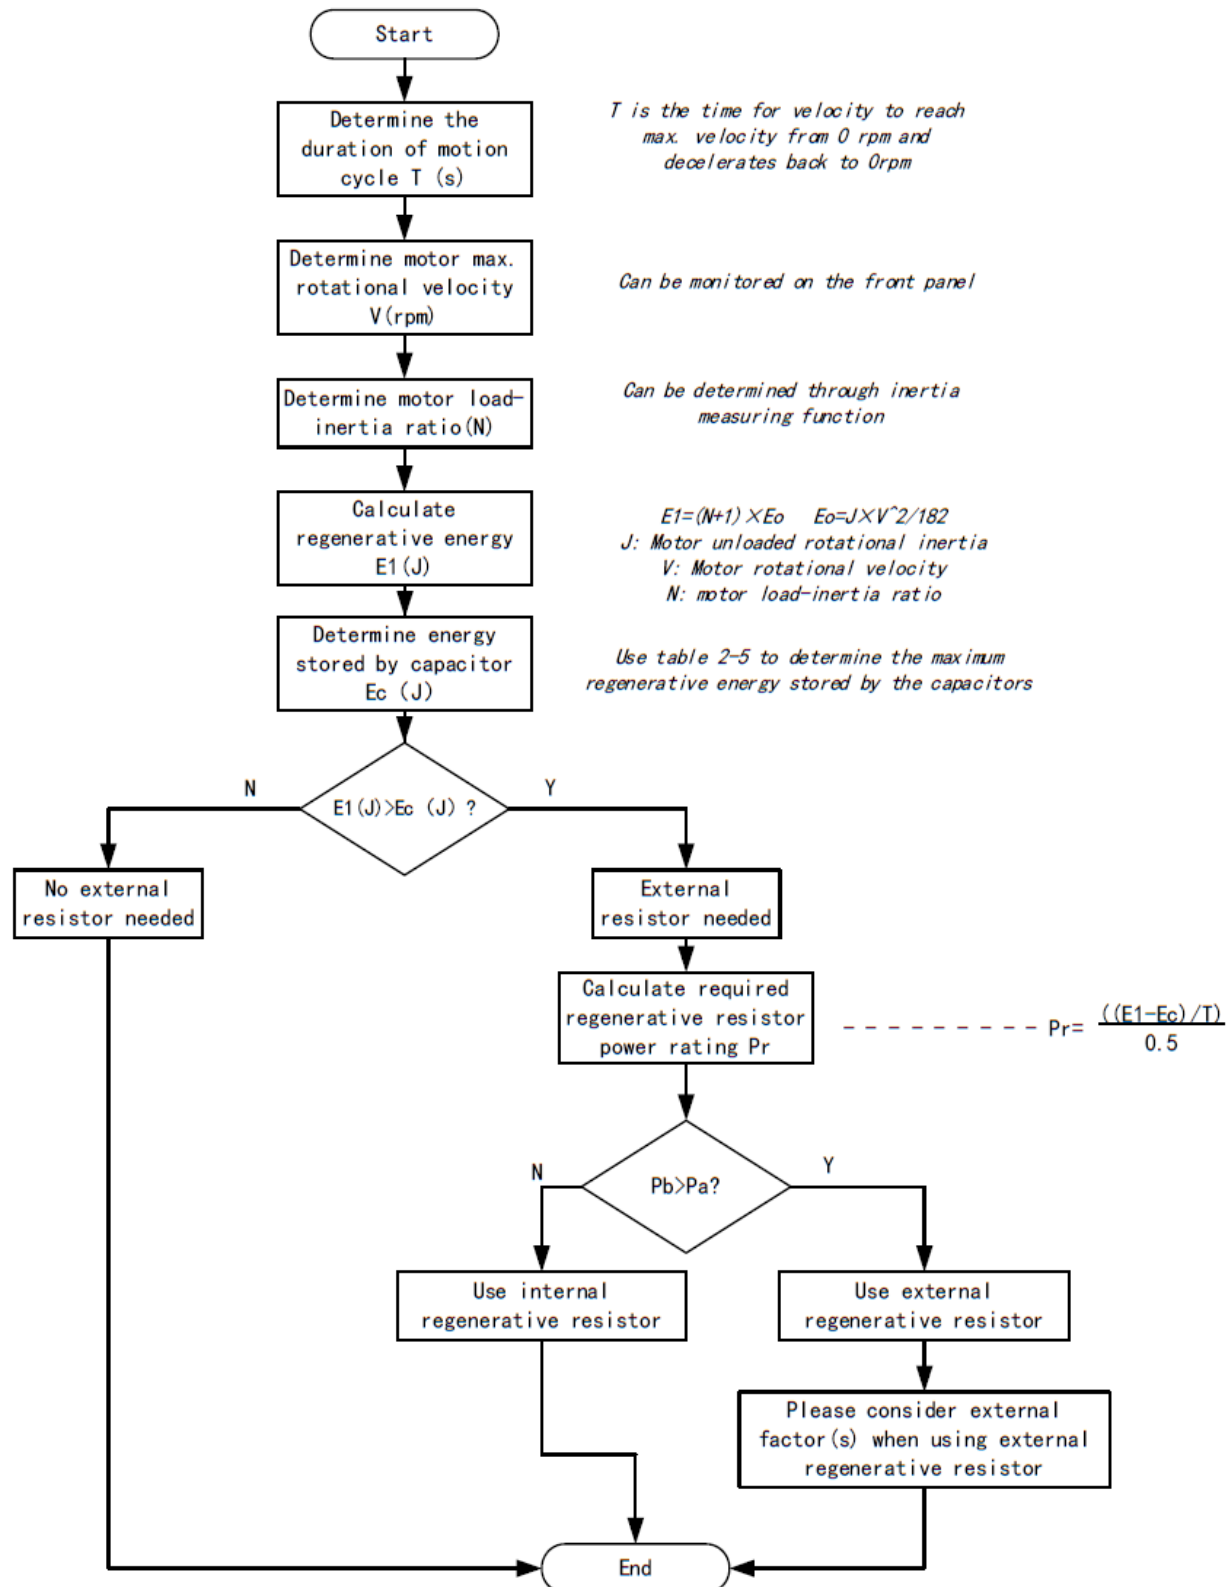 Start
Determine the
duration of motion
cycle T (s)
T is the time for velocity to reach
max. velocity from 0 rpm and
decelerates back to 0rpm
Determine motor max.
rotational velocity
V(rpm)
Can be monitored on the front panel
Determine motor load-
inertia ratio(N)
Can be determined through inertia
measuring function
Calculate
regenerative energy
E1(J)
E1=(N+1)×Eo Eo=J×V^2/182
J: Motor unloaded rotational inertia
V: Motor rotational velocity
N: motor load-inertia ratio
Determine energy
stored by capacitor
Ec (J)
Use table 2-5 to determine the maximum
regenerative energy stored by the capacitors
N
Y
E1(J)>Ec (J) ?
No external
resistor needed
External
resistor needed
Calculate required
regenerative resistor
power rating Pr
Pr= ((E1-Ec)/T)
0.5
N
Y
Pb>Pa?
Use internal
regenerative resistor
Use external
regenerative resistor
Please consider external
factor(s) when using external
regenerative resistor
End